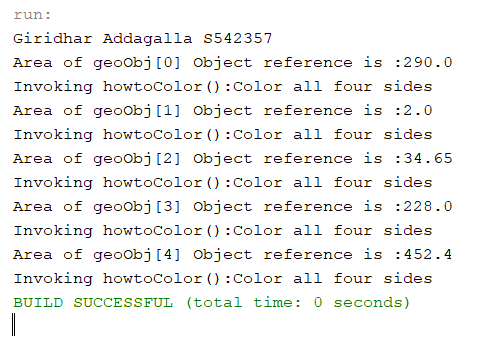 run:
Giridhar Addagalla S542357
Area of geoObj[0] Object reference is :290.0
Invoking howtoColor():Color all four sides
Area of geoObj[1] Object reference is :2.0
Invoking howtoColor():Color all four sides
Area of geoObj[2] Object reference is :34.65
Invoking howtoColor():Color all four sides
Area of geoObj[3] Object reference is :228.0
Invoking howtoColor():Color all four sides
Area of geoObj[4] Object reference is :452.4
Invoking howtoColor():Color all four sides
BUILD SUCCESSFUL (total time: 0 seconds)